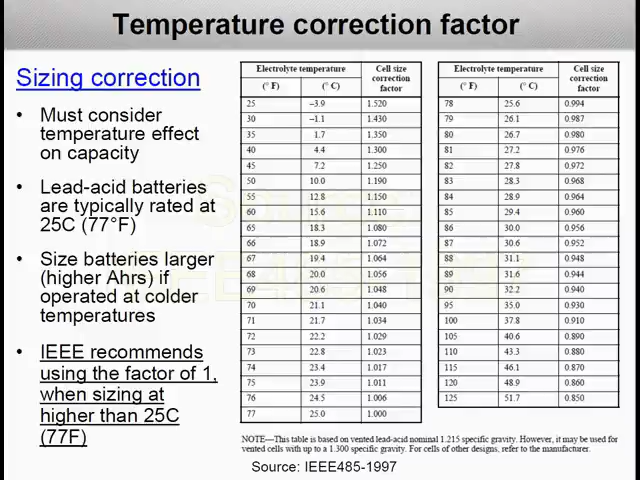 Temperature correction factor
Sizing correction
• Must consider
temperature effect
on capacity
• Lead-acid batteries
are typically rated at
25C (77°F)
• Size batteries larger
(higher Ahrs) if
operated at colder
temperatures
• IEEE recommends
using the factor of 1,
when sizing at
higher than 25C
(77F)
Electrolyte temperature Cell size correction factor
(° F) (° C)
25 –3.9 1.520
30 –1.1 1.430
35 1.7 1.350
40 4.4 1.300
45 7.2 1.250
50 10.0 1.190
55 12.8 1.150
60 15.6 1.110
65 18.3 1.080
66 18.9 1.072
67 19.4 1.064
68 20.0 1.056
69 20.6 1.048
70 21.1 1.040
71 21.7 1.034
72 22.2 1.029
73 22.8 1.023
74 23.4 1.017
75 23.9 1.011
76 24.5 1.006
77 25.0 1.000
Electrolyte temperature Cell size correction factor
(° F) (° C)
78 25.6 0.994
79 26.1 0.987
80 26.7 0.980
81 27.2 0.976
82 27.8 0.972
83 28.3 0.968
84 28.9 0.964
85 29.4 0.960
86 30.0 0.956
87 30.6 0.952
88 31.1 0.948
89 31.6 0.944
90 32.2 0.940
95 35.0 0.930
100 37.8 0.910
105 40.6 0.890
110 43.3 0.880
115 46.1 0.870
120 48.9 0.860
125 51.7 0.850
NOTE—This table is based on vented lead-acid nominal 1.215 specific gravity. However, it may be used for
vented cells with up to a 1.300 specific gravity. For cells of other designs, refer to the manufacturer.
Source: IEEE485-1997